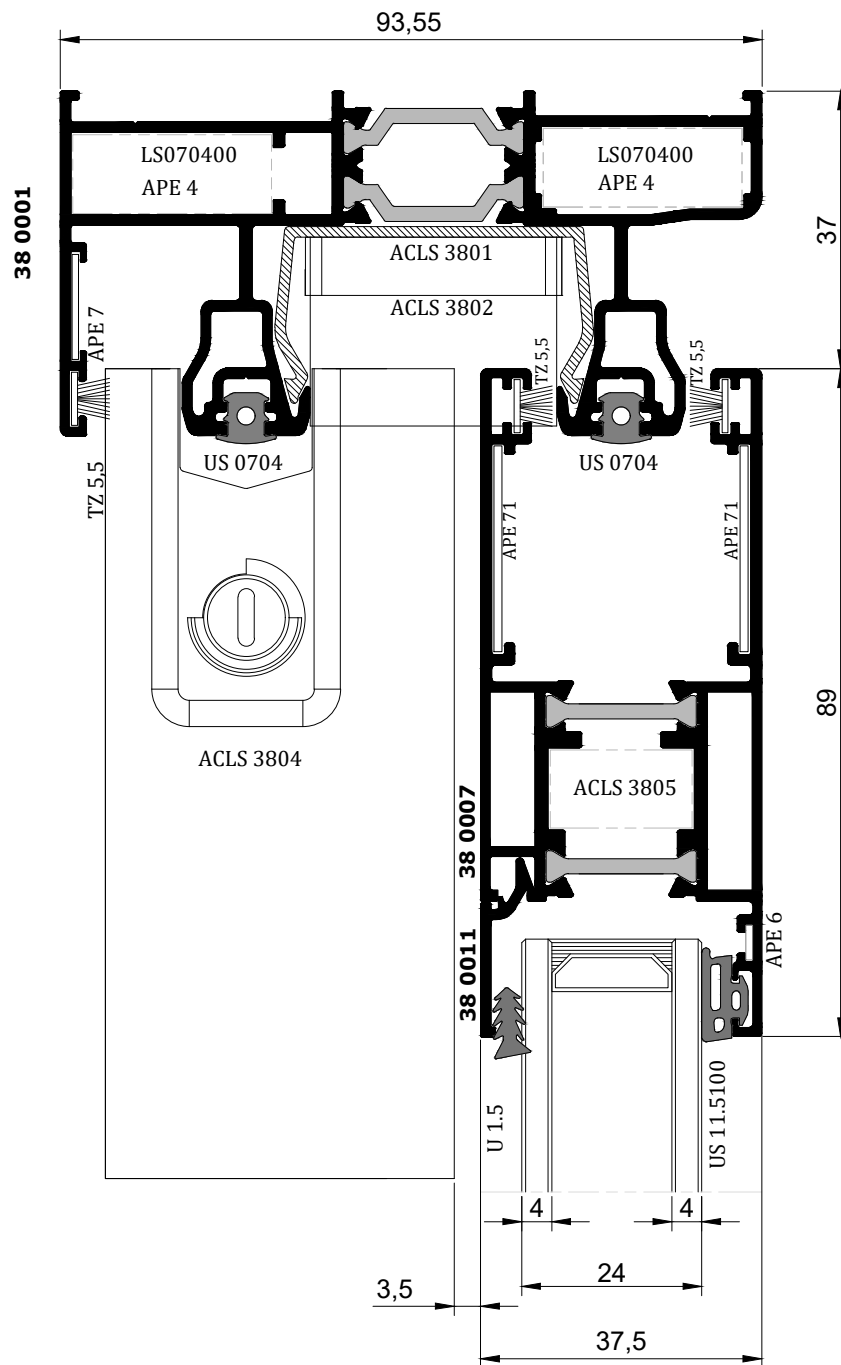 93,55
LS070400
APE 4
LS070400
APE 4
38 0001
37
ACLS 3801
ACLS 3802
APE 7
TZ 5,5
TZ 5,5
US 0704
US 0704
TZ 5,5
APE 71
APE 71
89
ACLS 3804
ACLS 3805
38 0007
38 0011
APE 6
U 1.5
US 11.5100
4
4
24
3,5
37,5